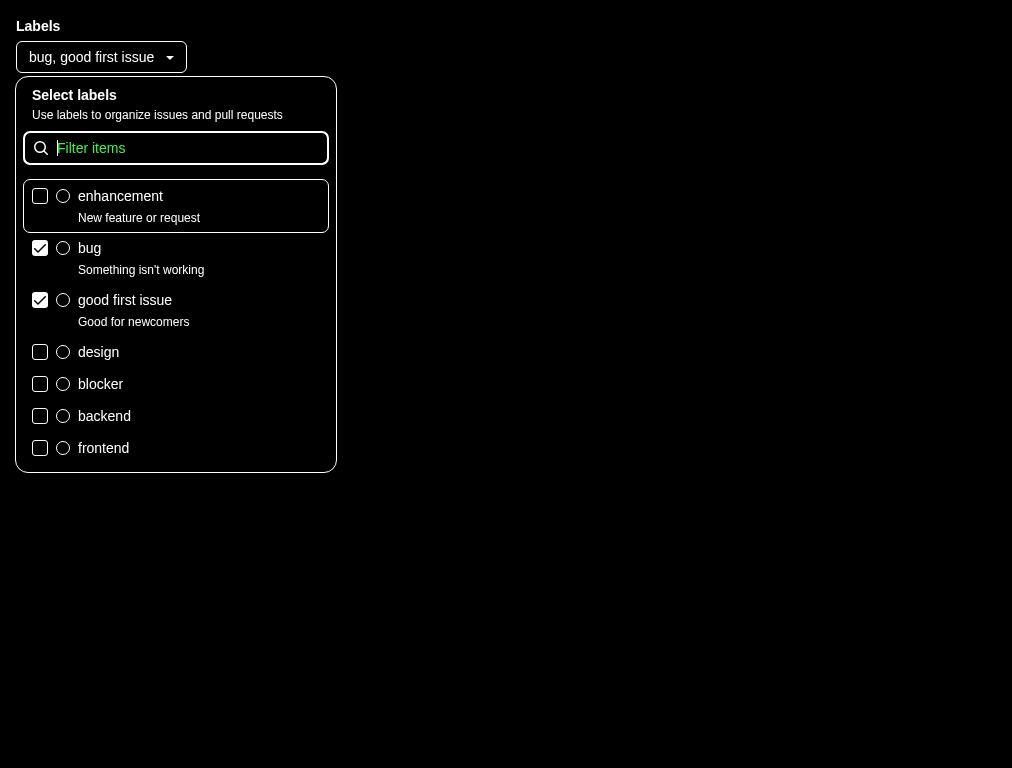 Labels
bug, good first issue
Select labels
Use labels to organize issues and pull requests
Filter items
enhancement
New feature or request
bug
Something isn't working
good first issue
Good for newcomers
design
blocker
backend
frontend